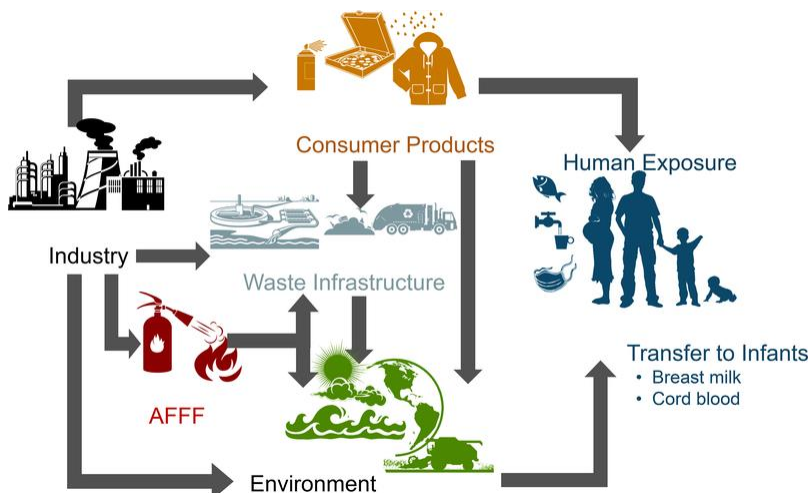 Consumer Products
Human Exposure
Industry
Waste Infrastructure
AFFF
Transfer to Infants
• Breast milk
• Cord blood
Environment